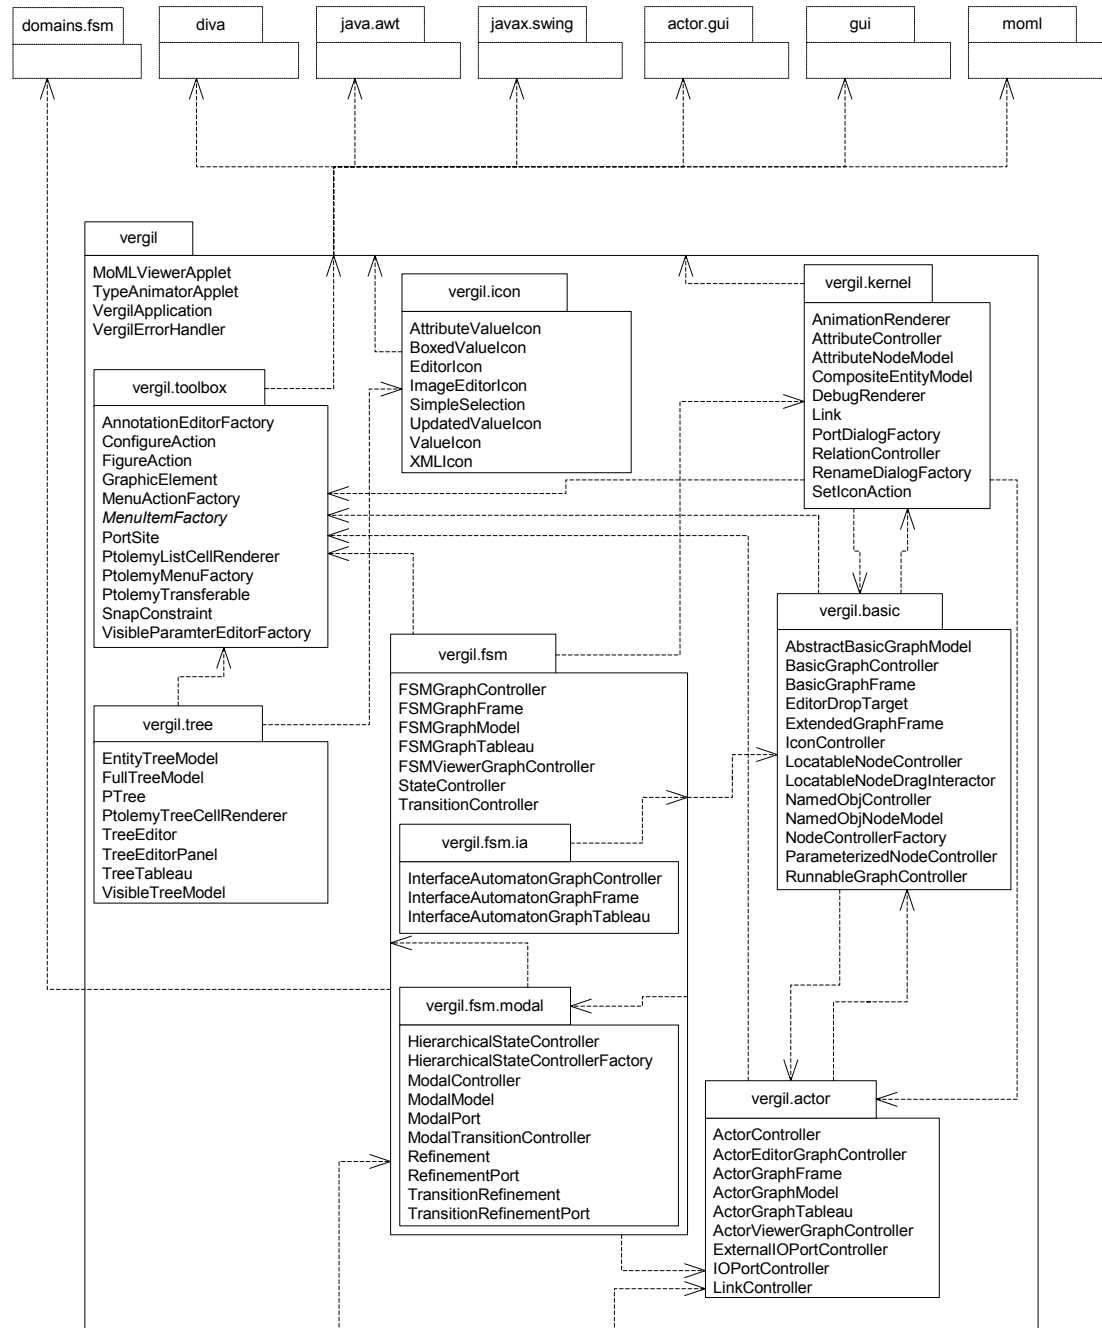 domains.fsm
diva
java.awt
javax.swing
actor.gui
gui
moml
vergil
MoMLViewerApplet
TypeAnimatorApplet
VergilApplication
VergilErrorHandler
vergil.icon
AttributeValueIcon
BoxedValueIcon
EditorIcon
ImageEditorIcon
SimpleSelection
UpdatedValueIcon
ValueIcon
XMLIcon
vergil.kernel
AnimationRenderer
AttributeController
AttributeNodeModel
CompositeEntityModel
DebugRenderer
Link
PortDialogFactory
RelationController
RenameDialogFactory
SetIconAction
vergil.toolbox
AnnotationEditorFactory
ConfigureAction
FigureAction
GraphicElement
MenuActionFactory
MenuItemFactory
PortSite
PtolemyListCellRenderer
PtolemyMenuFactory
PtolemyTransferable
SnapConstraint
VisibleParamterEditorFactory
vergil.basic
AbstractBasicGraphModel
BasicGraphController
BasicGraphFrame
EditorDropTarget
ExtendedGraphFrame
IconController
LocatableNodeController
LocatableNodeDragInteractor
NamedObjController
NamedObjNodeModel
NodeControllerFactory
ParameterizedNodeController
RunnableGraphController
vergil.fsm
FSMGraphController
FSMGraphFrame
FSMGraphModel
FSMGraphTableau
FSMViewerGraphController
StateController
TransitionController
vergil.tree
EntityTreeModel
FullTreeModel
PTree
PtolemyTreeCellRenderer
TreeEditor
TreeEditorPanel
TreeTableau
VisibleTreeModel
vergil.fsm.ia
InterfaceAutomatonGraphController
InterfaceAutomatonGraphFrame
InterfaceAutomatonGraphTableau
vergil.fsm.modal
HierarchicalStateController
HierarchicalStateControllerFactory
ModalController
ModalModel
ModalPort
ModalTransitionController
Refinement
RefinementPort
TransitionRefinement
TransitionRefinementPort
vergil.actor
ActorController
ActorEditorGraphController
ActorGraphFrame
ActorGraphModel
ActorGraphTableau
ActorViewerGraphController
ExternalIOPortController
IOPortController
LinkController